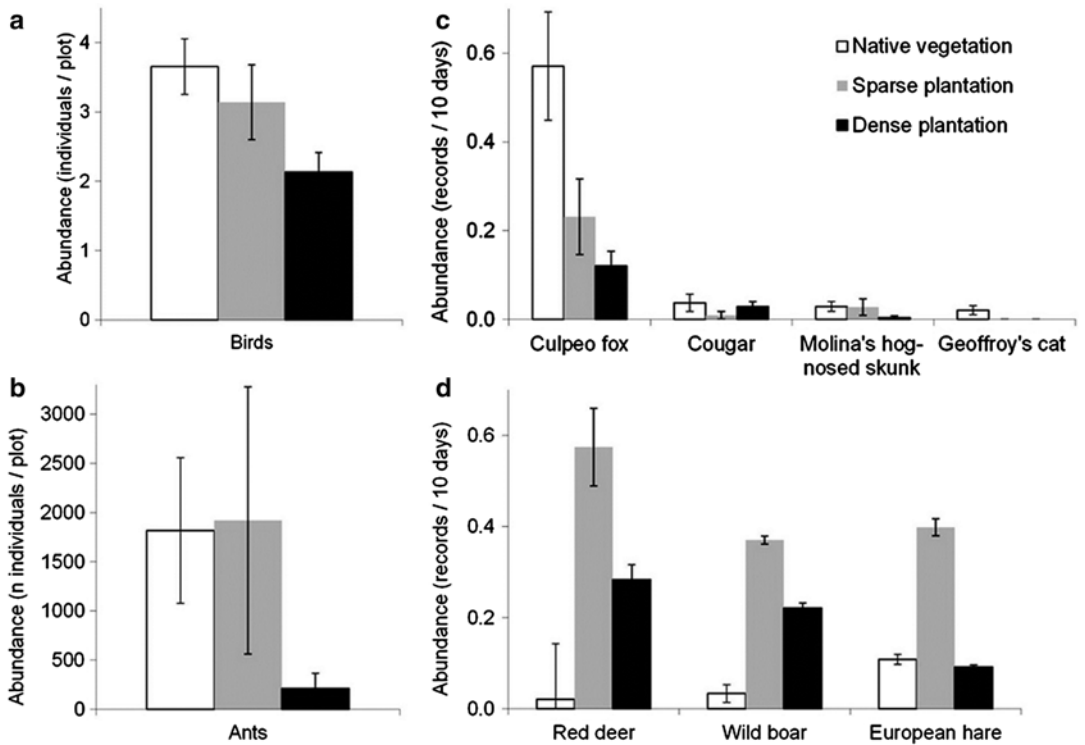 a
Abundance (individuals / plot)
4
3
2
1
0
Birds
c
Abundance (records / 10 days)
0.6
0.4
0.2
0.0
Native vegetation
Sparse plantation
Dense plantation
Culpeo fox
Cougar
Molina's hog-
nosed skunk
Geoffroy's cat
b
Abundance (n individuals / plot)
3000
2500
2000
1500
1000
500
0
Ants
d
Abundance (records / 10 days)
0.6
0.4
0.2
0.0
Red deer
Wild boar
European hare